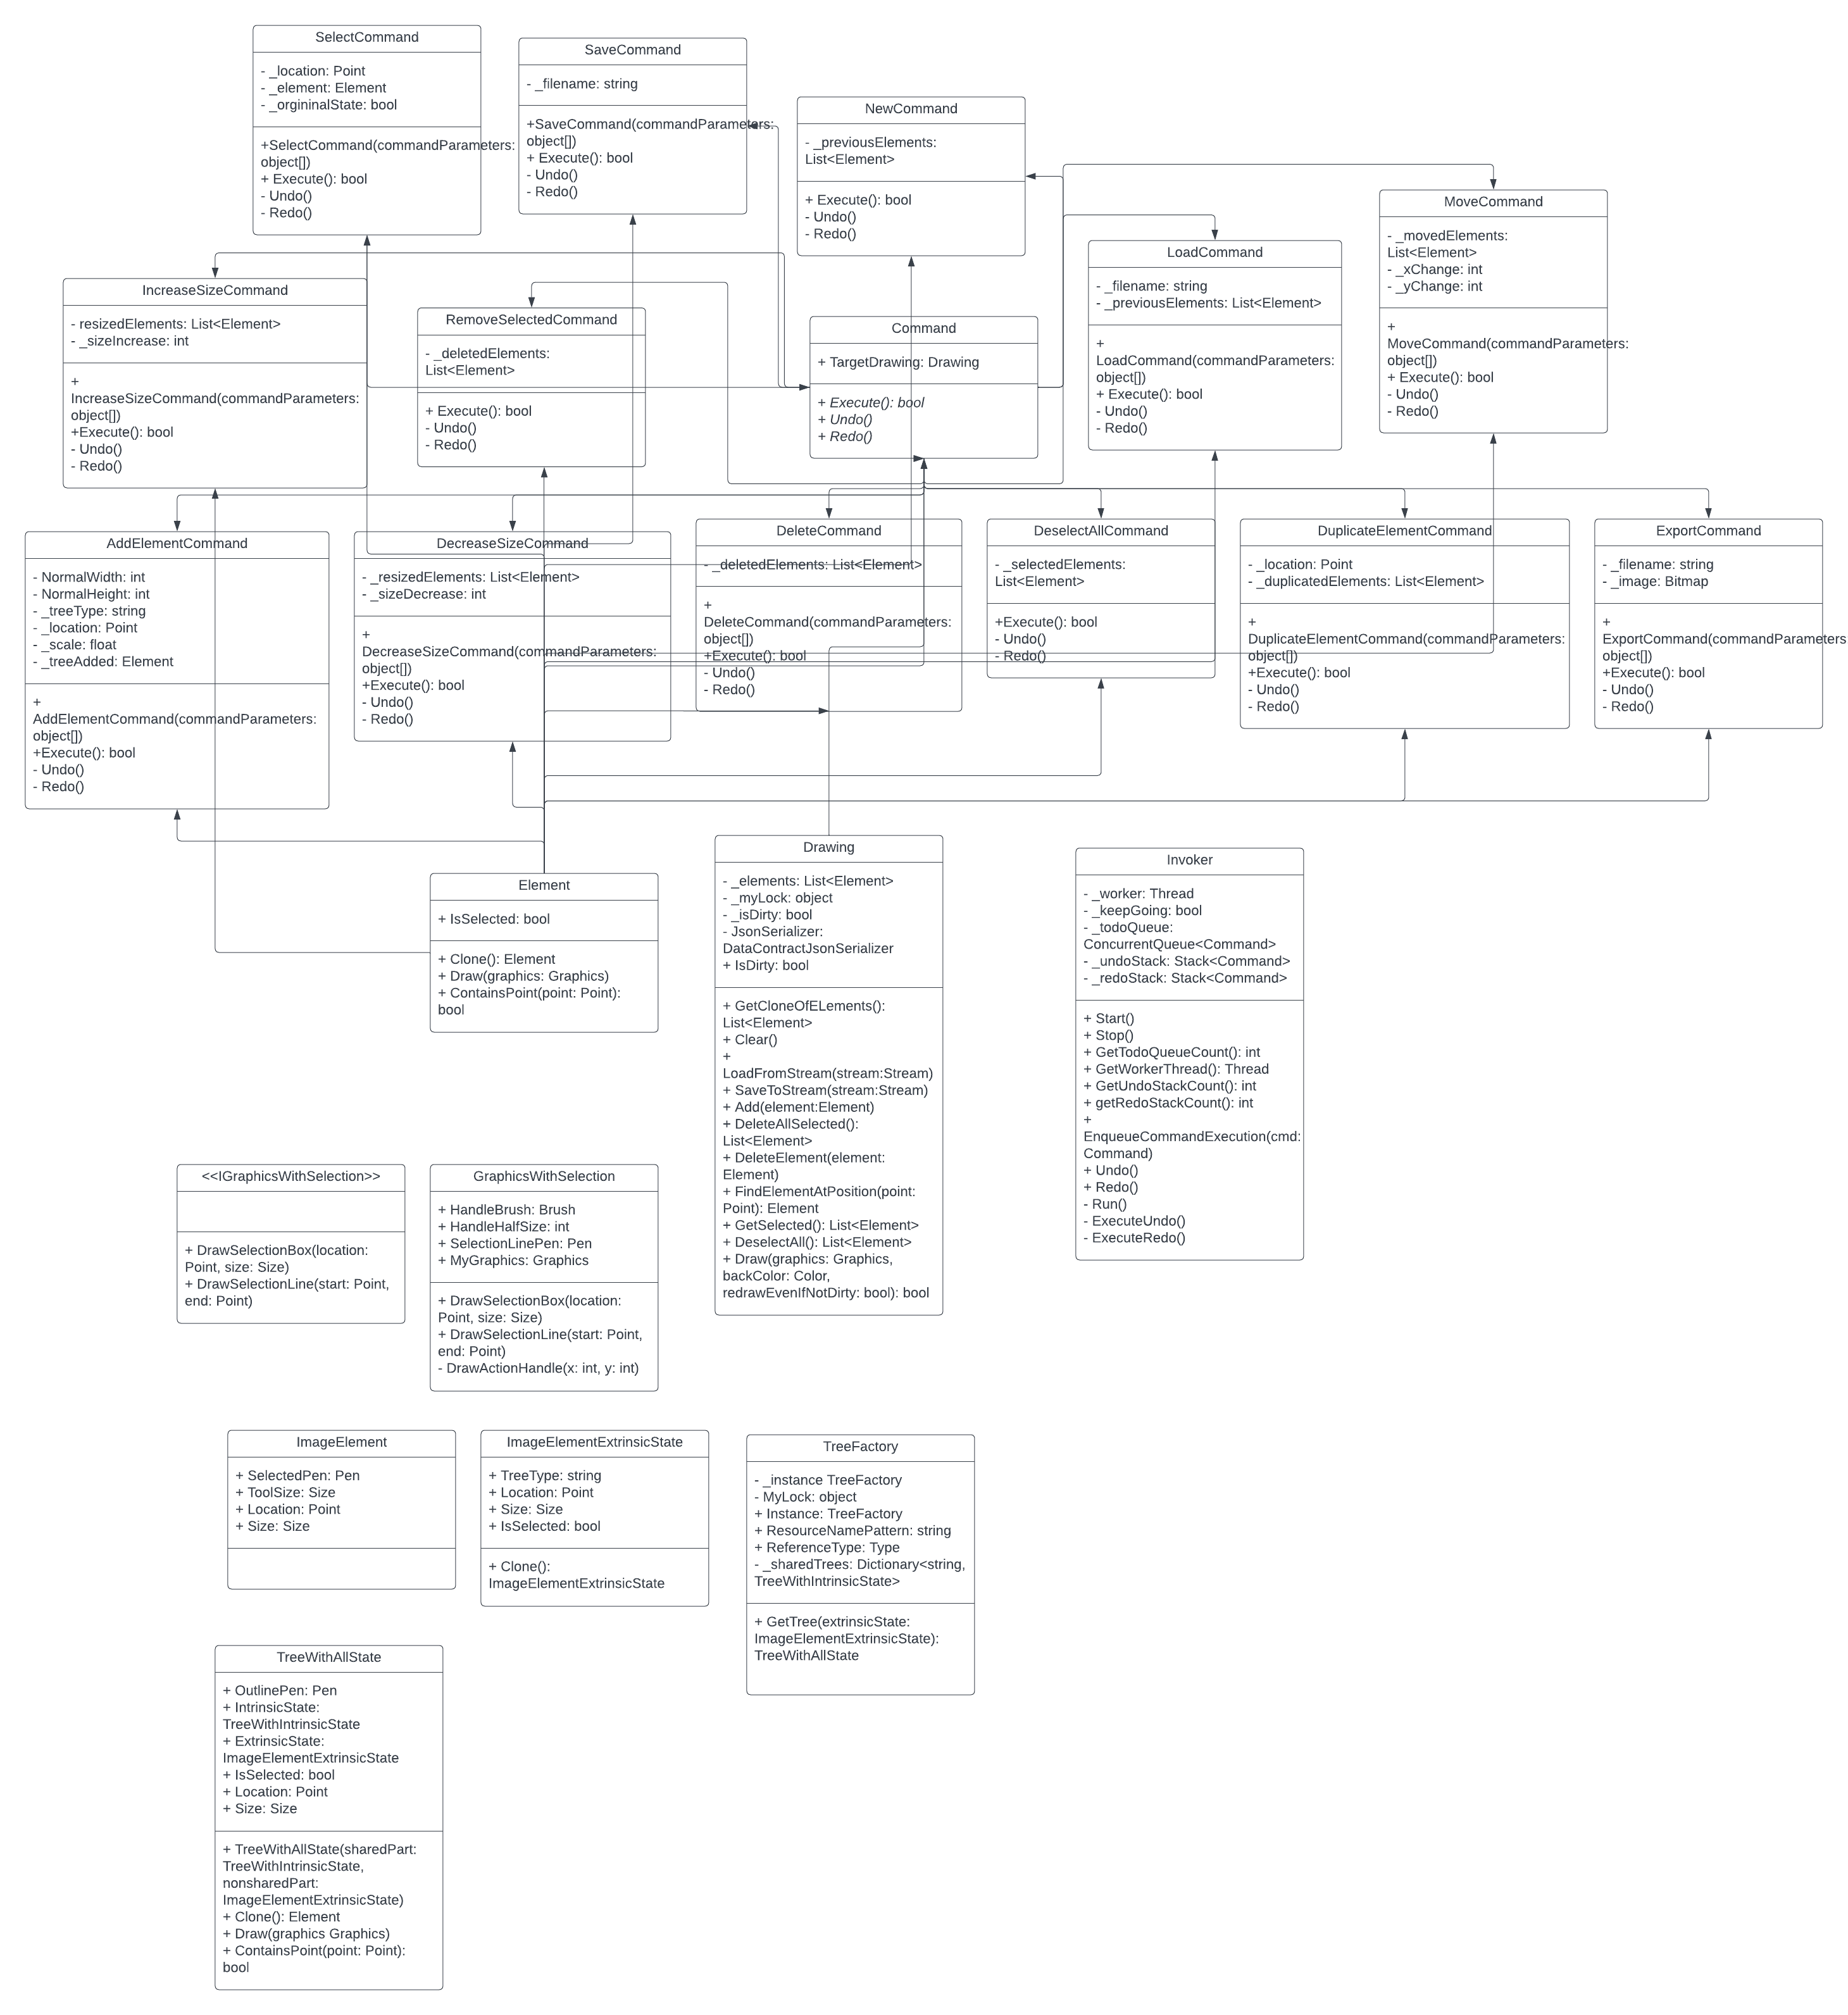 SelectCommand
- _location: Point
- _element: Element
- _orgininalState: bool
+SelectCommand(commandParameters:
object[])
+ Execute(): bool
- Undo()
- Redo()
SaveCommand
- _filename: string
+SaveCommand(commandParameters:
object[])
+ Execute(): bool
- Undo()
- Redo()
NewCommand
- _previousElements:
List<Element>
+ Execute(): bool
- Undo()
- Redo()
MoveCommand
- _movedElements:
List<Element>
- _xChange: int
- _yChange: int
+
MoveCommand(commandParameters:
object[])
+ Execute(): bool
- Undo()
- Redo()
LoadCommand
- _filename: string
- _previousElements: List<Element>
+
LoadCommand(commandParameters:
object[])
+ Execute(): bool
- Undo()
- Redo()
IncreaseSizeCommand
- resizedElements: List<Element>
- _sizeIncrease: int
+
IncreaseSizeCommand(commandParameters:
object[])
+Execute(): bool
- Undo()
- Redo()
RemoveSelectedCommand
- _deletedElements:
List<Element>
+ Execute(): bool
- Undo()
- Redo()
Command
+ TargetDrawing: Drawing
+ Execute(): bool
+ Undo()
+ Redo()
AddElementCommand
- NormalWidth: int
- NormalHeight: int
- _treeType: string
- _location: Point
- _scale: float
- _treeAdded: Element
+
AddElementCommand(commandParameters:
object[])
+Execute(): bool
- Undo()
- Redo()
DecreaseSizeCommand
- _resizedElements: List<Element>
- _sizeDecrease: int
+
DecreaseSizeCommand(commandParameters:
object[])
+Execute(): bool
- Undo()
- Redo()
DeleteCommand
- _deletedElements: List<Element>
+
DeleteCommand(commandParameters:
object[])
+Execute(): bool
- Undo()
- Redo()
DeselectAllCommand
- _selectedElements:
List<Element>
+Execute(): bool
- Undo()
- Redo()
DuplicateElementCommand
- _location: Point
- _duplicatedElements: List<Element>
+
DuplicateElementCommand(commandParameters:
object[])
+Execute(): bool
- Undo()
- Redo()
ExportCommand
- _filename: string
- _image: Bitmap
+
ExportCommand(commandParameters
object[])
+Execute(): bool
- Undo()
- Redo()
Element
+ IsSelected: bool
+ Clone(): Element
+ Draw(graphics: Graphics)
+ ContainsPoint(point: Point):
bool
Drawing
- _elements: List<Element>
- _myLock: object
- _isDirty: bool
- JsonSerializer:
DataContractJsonSerializer
+ IsDirty: bool
+ GetCloneOfELements():
List<Element>
+ Clear()
+
LoadFromStream(stream:Stream)
+ SaveToStream(stream:Stream)
+ Add(element:Element)
+ DeleteAllSelected():
List<Element>
+ DeleteElement(element:
Element)
+ FindElementAtPosition(point:
Point): Element
+ GetSelected(): List<Element>
+ DeselectAll(): List<Element>
+ Draw(graphics: Graphics,
backColor: Color,
redrawEvenIfNotDirty: bool): bool
Invoker
- _worker: Thread
- _keepGoing: bool
- _todoQueue:
ConcurrentQueue<Command>
- _undoStack: Stack<Command>
- _redoStack: Stack<Command>
+ Start()
+ Stop()
+ GetTodoQueueCount(): int
+ GetWorkerThread(): Thread
+ GetUndoStackCount(): int
+ getRedoStackCount(): int
+
EnqueueCommandExecution(cmd:
Command)
+ Undo()
+ Redo()
- Run()
- ExecuteUndo()
- ExecuteRedo()
<<IGraphicsWithSelection>>
+ DrawSelectionBox(location:
Point, size: Size)
+ DrawSelectionLine(start: Point,
end: Point)
GraphicsWithSelection
+ HandleBrush: Brush
+ HandleHalfSize: int
+ SelectionLinePen: Pen
+ MyGraphics: Graphics
+ DrawSelectionBox(location:
Point, size: Size)
+ DrawSelectionLine(start: Point,
end: Point)
- DrawActionHandle(x: int, y: int)
ImageElement
+ SelectedPen: Pen
+ ToolSize: Size
+ Location: Point
+ Size: Size
ImageElementExtrinsicState
+ TreeType: string
+ Location: Point
+ Size: Size
+ IsSelected: bool
+ Clone():
ImageElementExtrinsicState
TreeFactory
- _instance TreeFactory
- MyLock: object
+ Instance: TreeFactory
+ ResourceNamePattern: string
+ ReferenceType: Type
- _sharedTrees: Dictionary<string,
TreeWithIntrinsicState>
+ GetTree(extrinsicState:
ImageElementExtrinsicState):
TreeWithAllState
TreeWithAllState
+ OutlinePen: Pen
+ IntrinsicState:
TreeWithIntrinsicState
+ ExtrinsicState:
ImageElementExtrinsicState
+ IsSelected: bool
+ Location: Point
+ Size: Size
+ TreeWithAllState(sharedPart:
TreeWithIntrinsicState,
nonsharedPart:
ImageElementExtrinsicState)
+ Clone(): Element
+ Draw(graphics Graphics)
+ ContainsPoint(point: Point):
bool